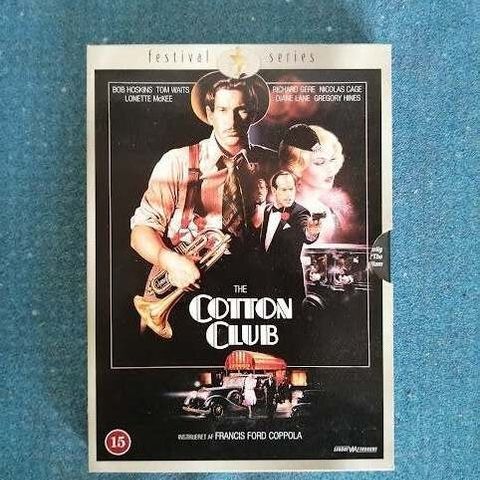 festival series
BOB HOSKINS TOM WAITS
LONETTE McKEE
RICHARD GERE NICOLAS CAGE
DIANE LANE GREGORY HINES
THE
COTTON
CLUB
15
INSTRUERET AF FRANCIS FORD COPPOLA